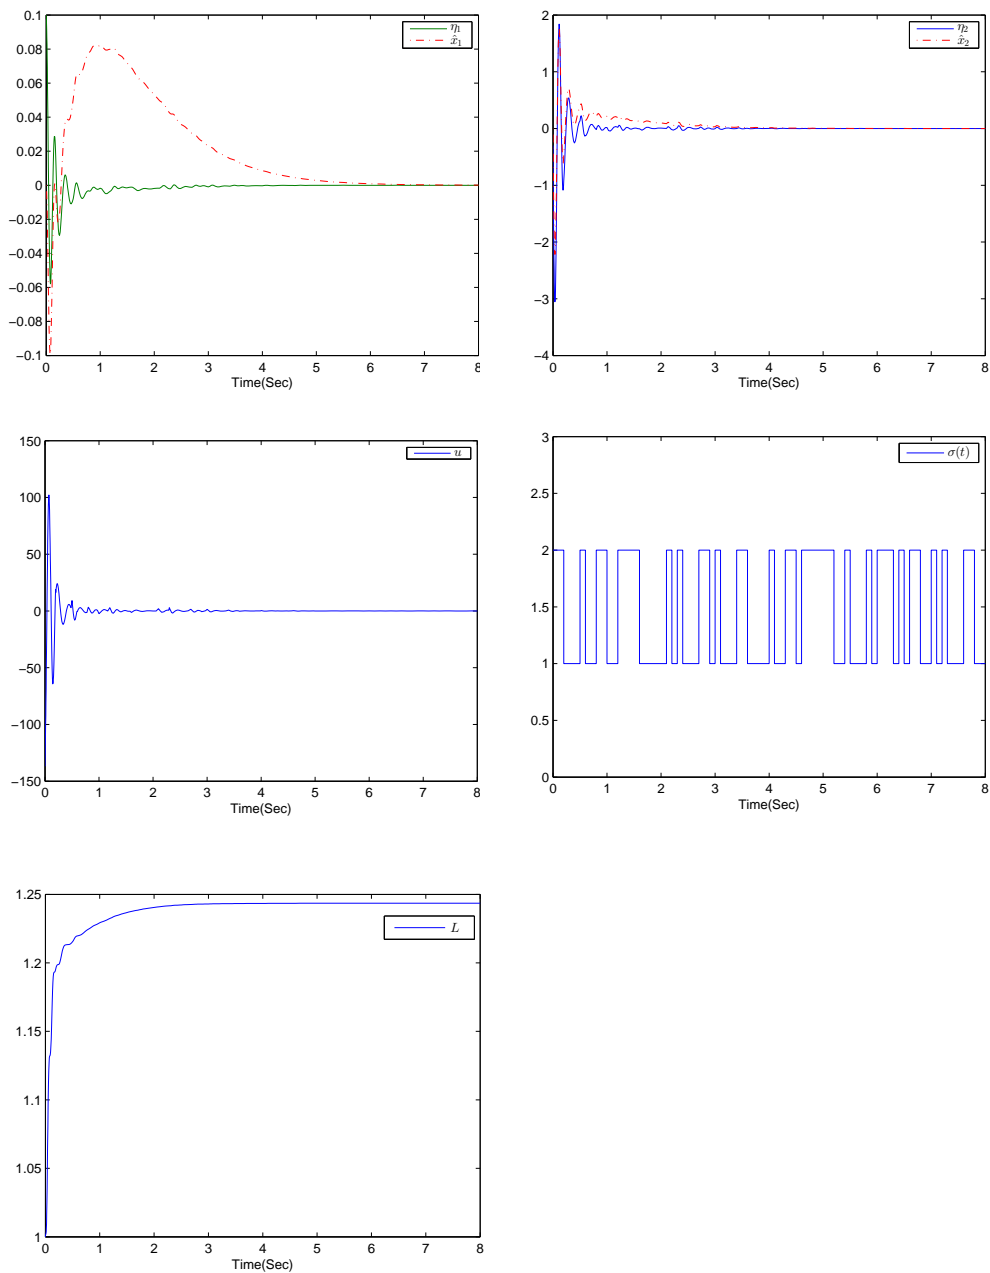 0.1
0.08
0.06
0.04
0.02
0
−0.02
−0.04
−0.06
−0.08
−0.1
0 1 2 3 4 5 6 7 8
Time(Sec)
η₁
x̂₁
2
1
0
−1
−2
−3
−4
0 1 2 3 4 5 6 7 8
Time(Sec)
η₂
x̂₂
150
100
50
0
−50
−100
−150
0 1 2 3 4 5 6 7 8
Time(Sec)
u
3
2.5
2
1.5
1
0.5
0
0 1 2 3 4 5 6 7 8
Time(Sec)
σ(t)
1.25
1.2
1.15
1.1
1.05
1
0 1 2 3 4 5 6 7 8
Time(Sec)
L